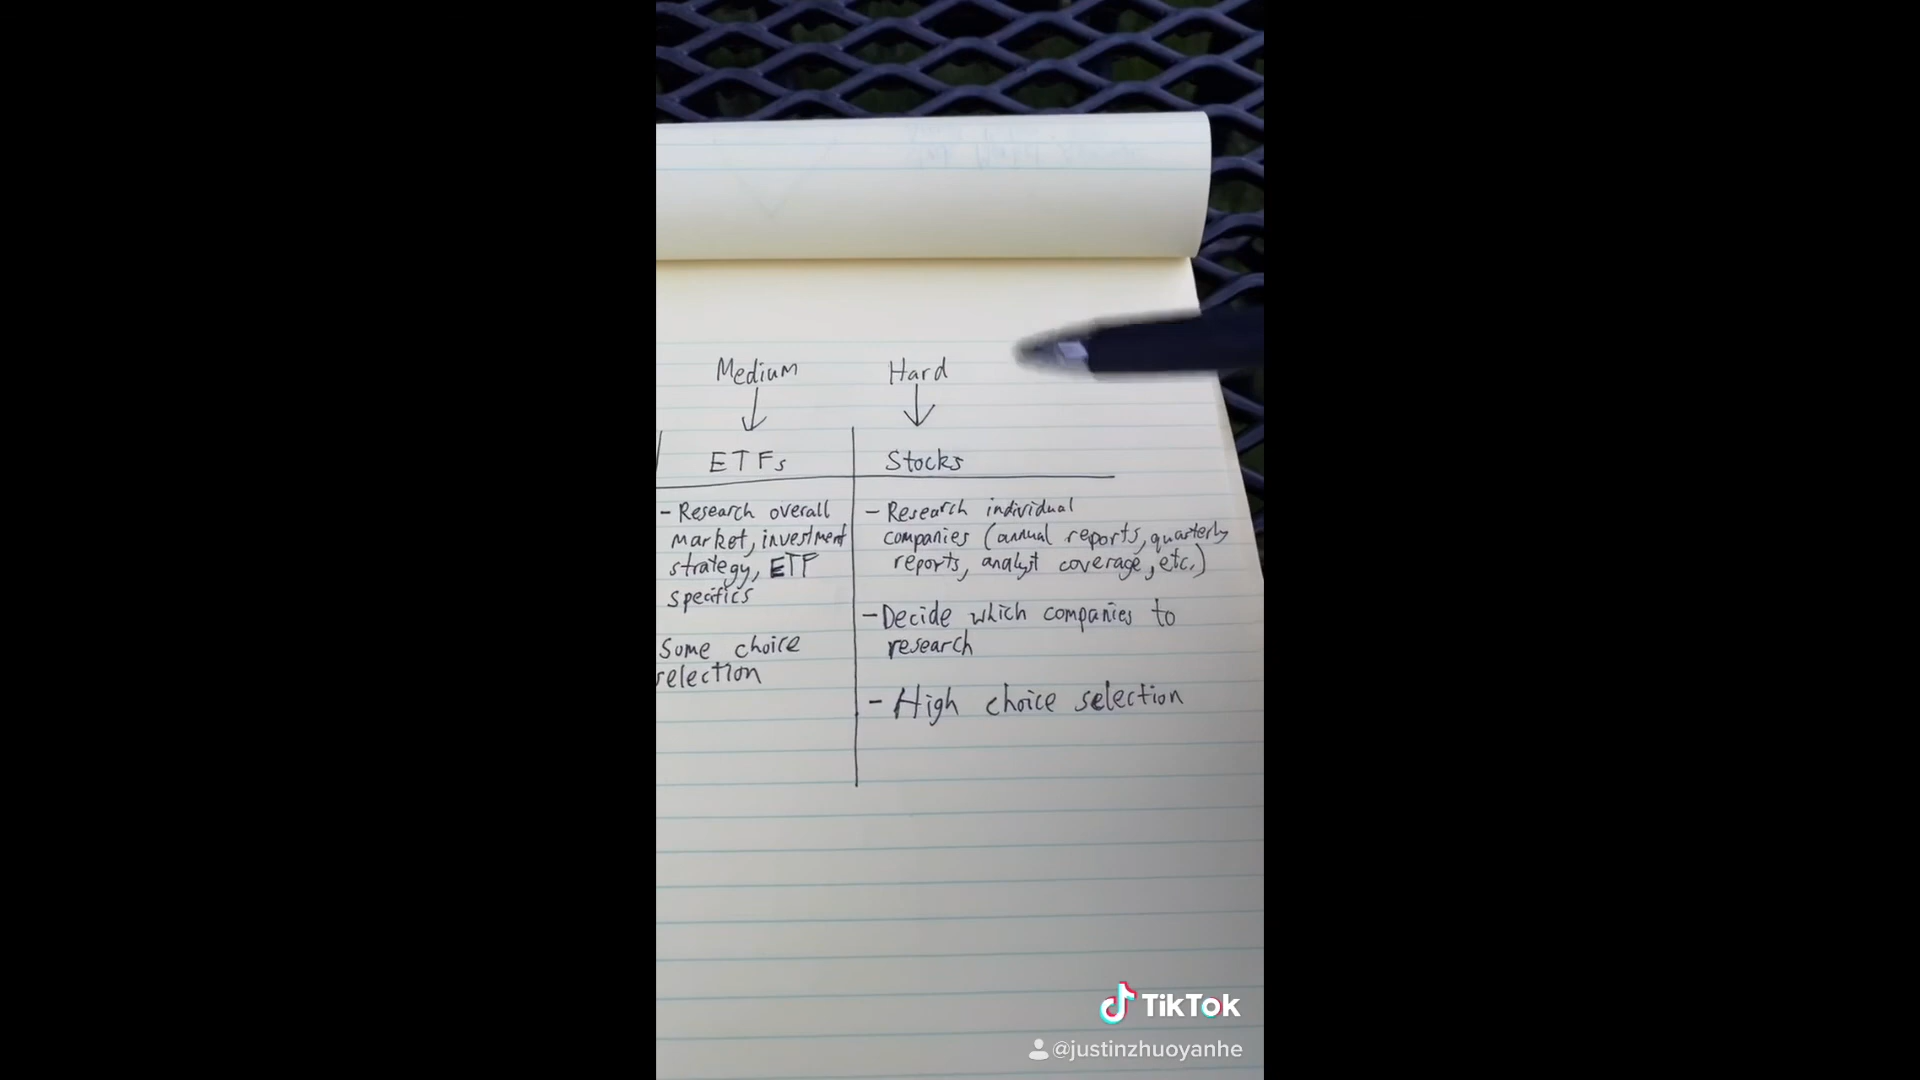 Medium
Hard
ETFs
Stocks
- Research overall
market, investment
strategy, ETF
specifics
Some choice
selection
- Research individual
companies (annual reports, quarterly
reports, analyst coverage, etc.)
- Decide which companies to
research
- High choice selection
TikTok
@justinzhuoyanhe